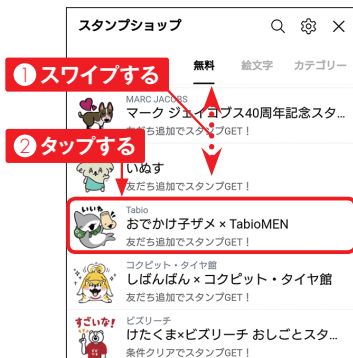 スタンプショップ
無料 絵文字 カテゴリー
① スワイプする
MARC JACOBS
マーク ジェイコブス40周年記念スタ...
友だち追加でスタンプGET！
② タップする
いぬす
友だち追加でスタンプGET！
いいね
Tabio
おでかけ子ザメ × TabioMEN
友だち追加でスタンプGET！
コクピット・タイヤ館
しばんばん × コクピット・タイヤ館
友だち追加でスタンプGET！
すごいな!
ビズリーチ
けたくま×ビズリーチ おしごとスタ...
条件クリアでスタンプGET！